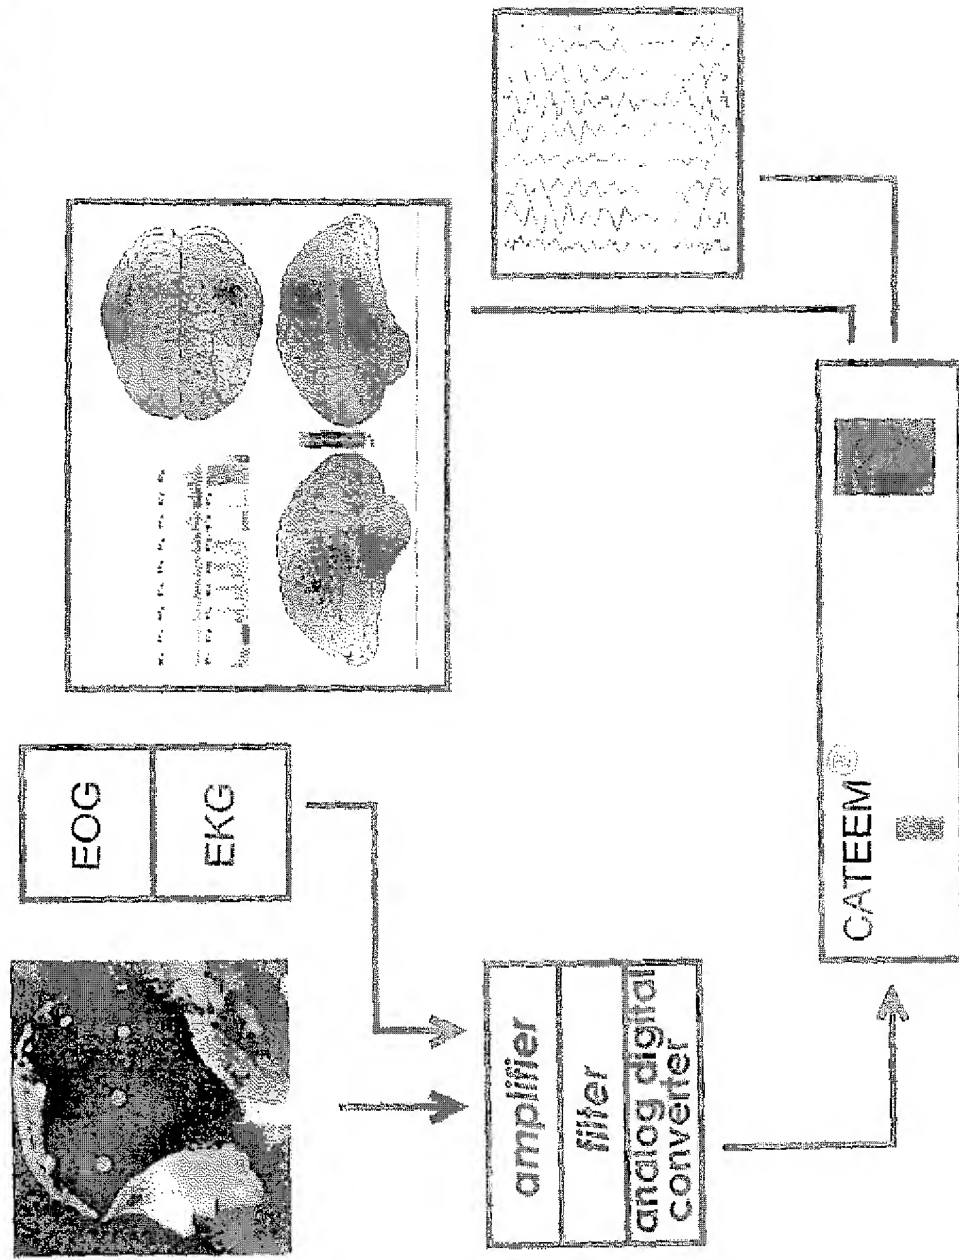 EOG
EKG
amplifier
filter
analog digital
converter
CATEEM®